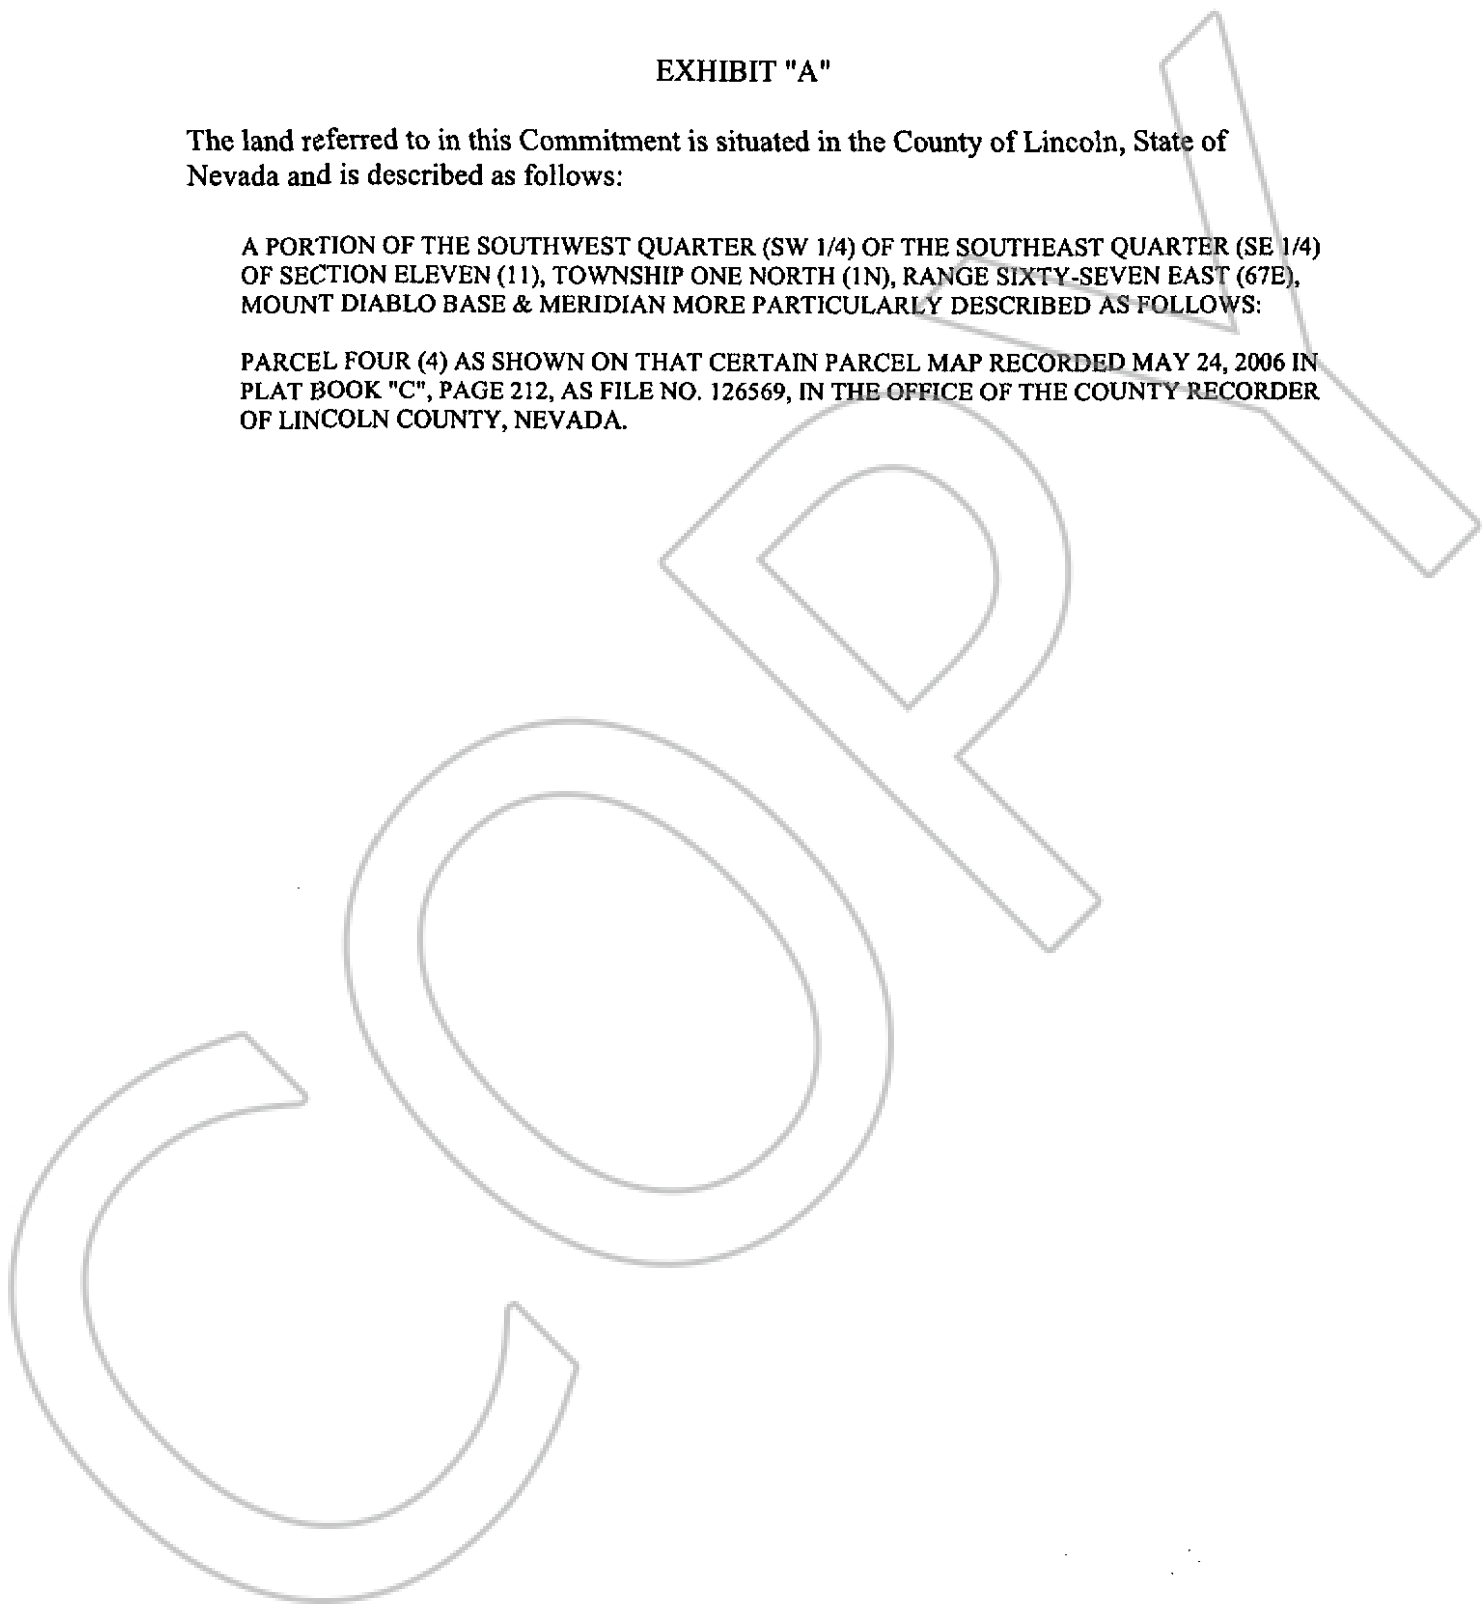 EXHIBIT "A"
The land referred to in this Commitment is situated in the County of Lincoln, State of
Nevada and is described as follows:
A PORTION OF THE SOUTHWEST QUARTER (SW 1/4) OF THE SOUTHEAST QUARTER (SE 1/4)
OF SECTION ELEVEN (11), TOWNSHIP ONE NORTH (1N), RANGE SIXTY-SEVEN EAST (67E),
MOUNT DIABLO BASE & MERIDIAN MORE PARTICULARLY DESCRIBED AS FOLLOWS:
PARCEL FOUR (4) AS SHOWN ON THAT CERTAIN PARCEL MAP RECORDED MAY 24, 2006 IN
PLAT BOOK "C", PAGE 212, AS FILE NO. 126569, IN THE OFFICE OF THE COUNTY RECORDER
OF LINCOLN COUNTY, NEVADA.
COPY